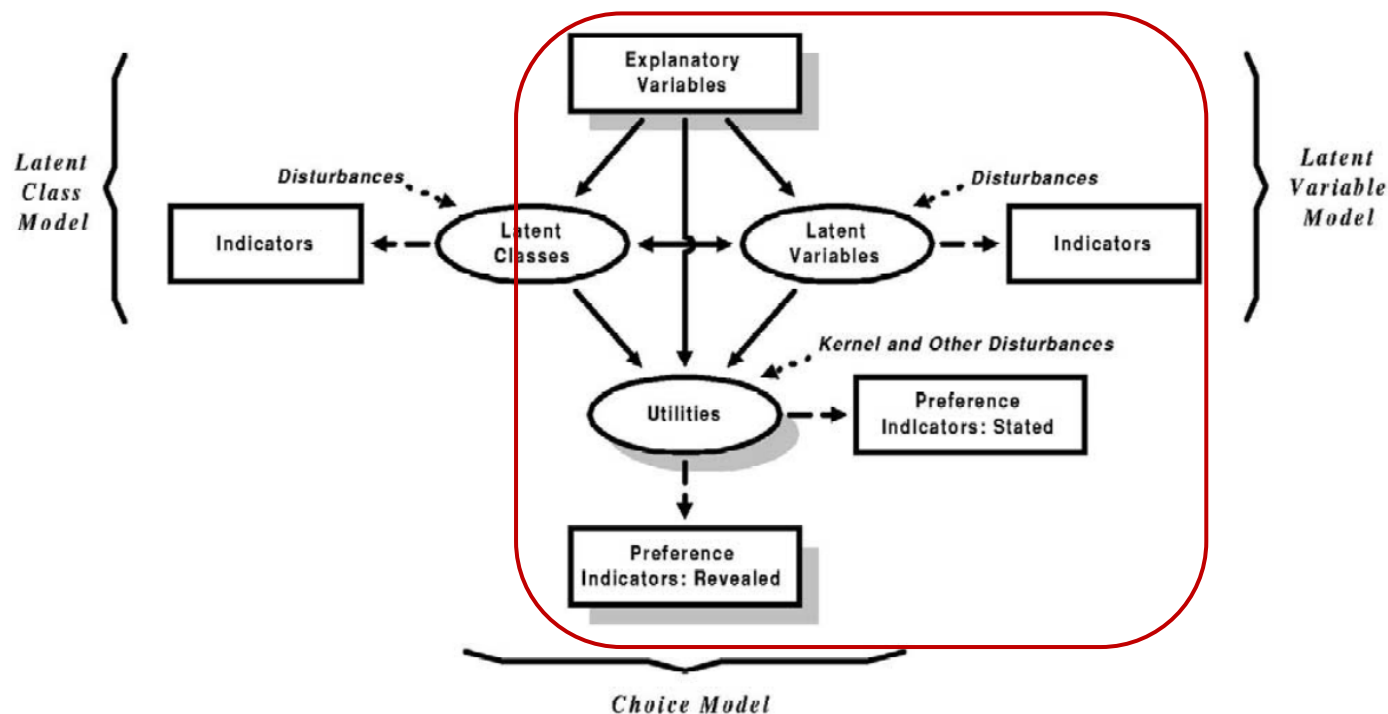 Explanatory
Variables
Latent
Class
Model
Disturbances
Disturbances
Latent
Variable
Model
Indicators
Latent
Classes
Latent
Variables
Indicators
Kernel and Other Disturbances
Utilities
Preference
Indicators: Stated
Preference
Indicators: Revealed
Choice Model